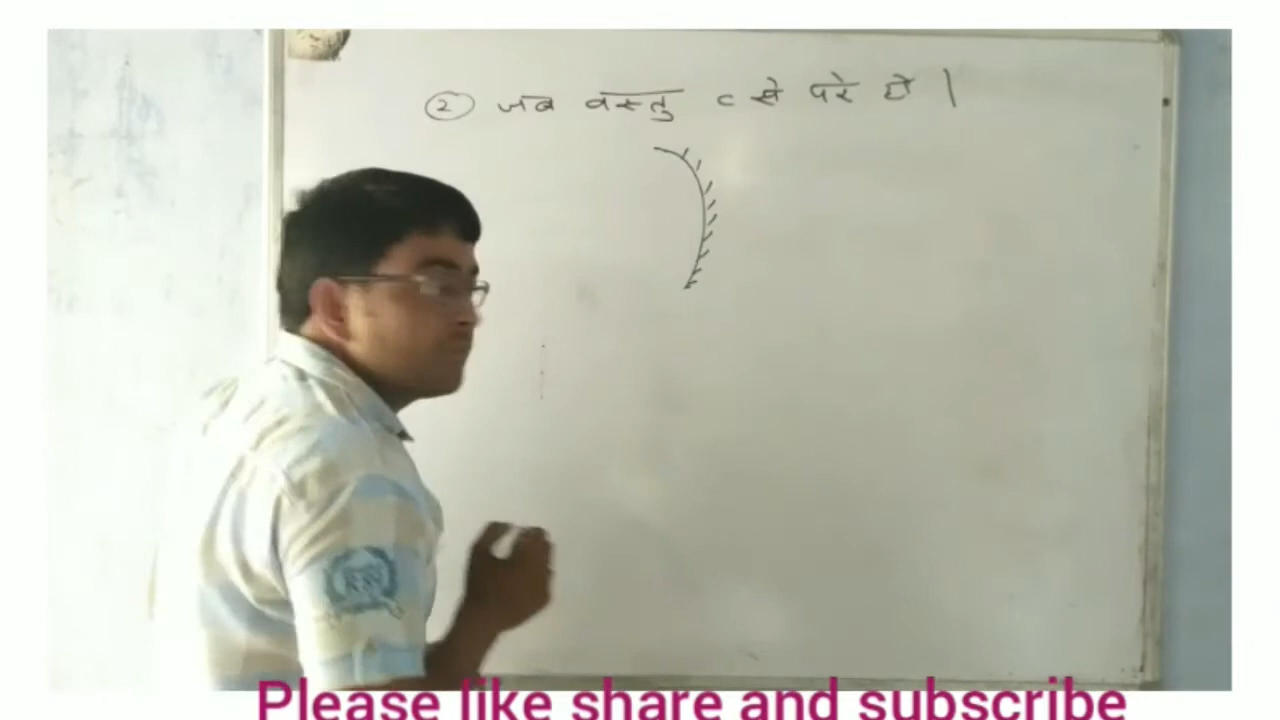 ② जब वस्तु C से परे हो ।
Please like share and subscribe